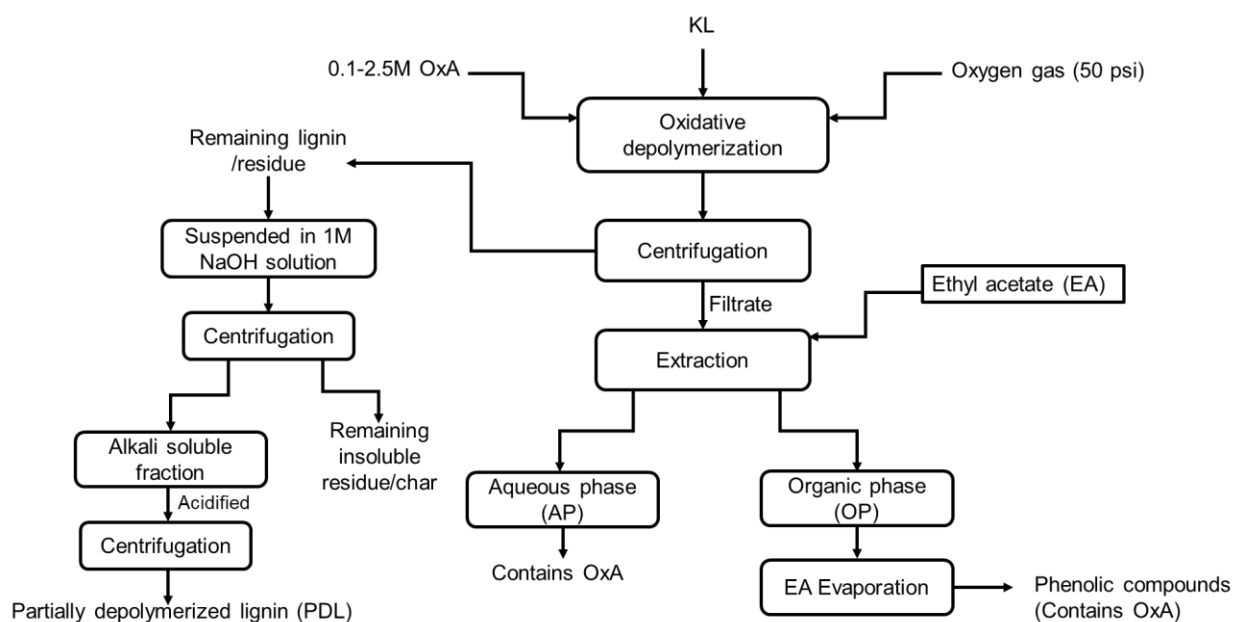 KL
0.1-2.5M OxA
Oxygen gas (50 psi)
Oxidative
depolymerization
Remaining lignin
/residue
Suspended in 1M
NaOH solution
Centrifugation
Ethyl acetate (EA)
Filtrate
Centrifugation
Extraction
Alkali soluble
fraction
Remaining
insoluble
residue/char
Acidified
Aqueous phase
(AP)
Organic phase
(OP)
Centrifugation
Contains OxA
EA Evaporation
Phenolic compounds
(Contains OxA)
Partially depolymerized lignin (PDL)